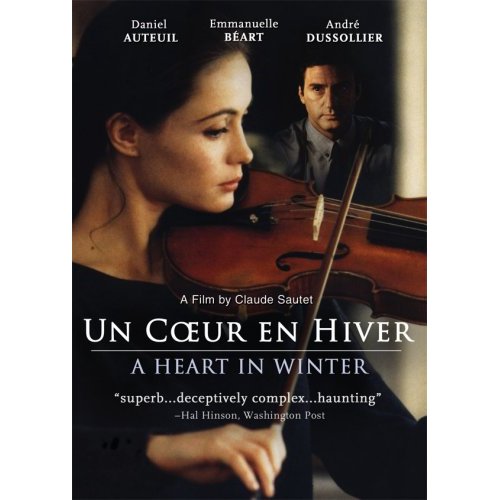 Daniel Emmanuelle André
AUTEUIL BÉART DUSSOLLIER
A Film by Claude Sautet
UN CŒUR EN HIVER
A HEART IN WINTER
“superb...deceptively complex...haunting”
–Hal Hinson, Washington Post